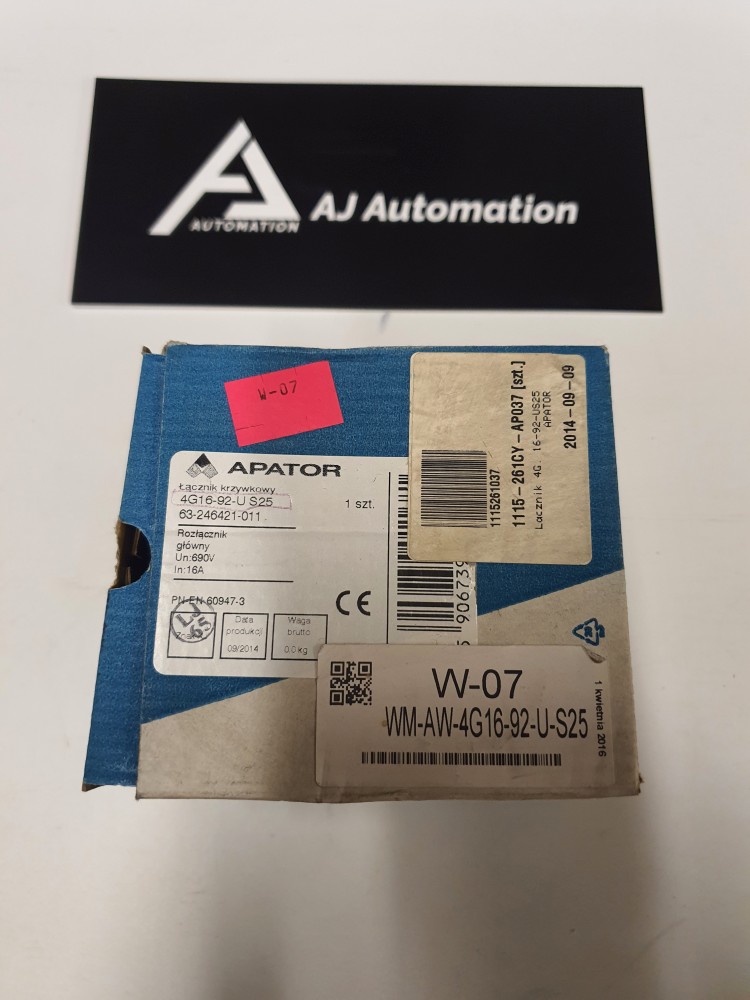 AUTOMATION
AJ Automation
W-07
APATOR
Łącznik krzywkowy
4G16-92-U S25
63-246421-011
1 szt.
Rozłącznik
główny
Un:690V
In:16A
PN-EN 60947-3
CE
Data
produkcji
09/2014
Waga
brutto
0.0 kg
1115261037
1115-261CY-AP037 [szt.]
Lacznik 4G 16-92-US25
APATOR
2014-09-09
W-07
WM-AW-4G16-92-U-S25
1 kwietnia 2016